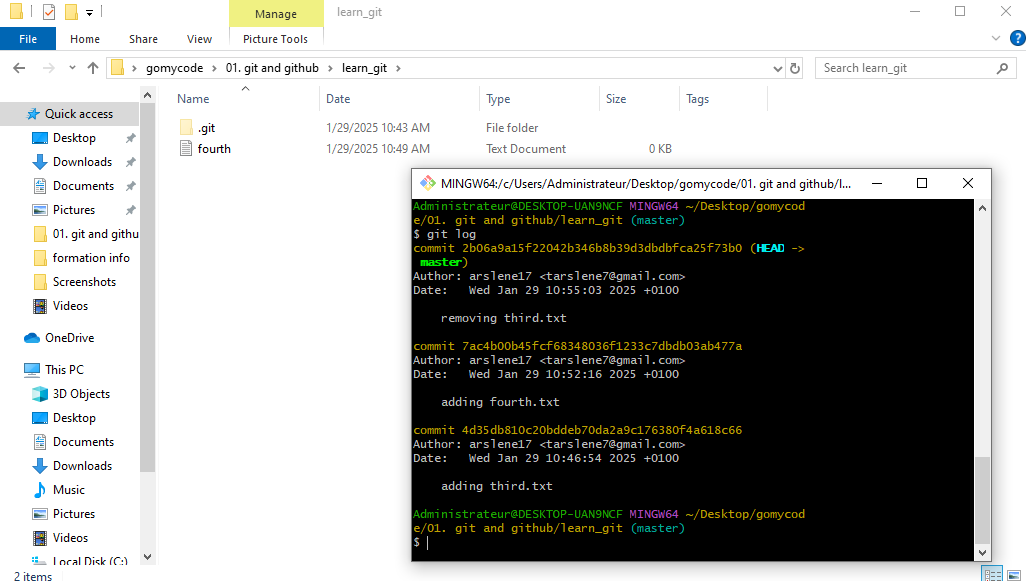 Manage
learn_git
File
Home
Share
View
Picture Tools
?
gomycode
01. git and github
learn_git
Search learn_git
Name
Date
Type
Size
Tags
.git
1/29/2025 10:43 AM
File folder
fourth
1/29/2025 10:49 AM
Text Document
0 KB
Quick access
Desktop
Downloads
Documents
Pictures
01. git and githu
formation info
Screenshots
Videos
OneDrive
This PC
3D Objects
Desktop
Documents
Downloads
Music
Pictures
Videos
Local Disk (C:)
2 items
MINGW64:/c/Users/Administrateur/Desktop/gomycode/01. git and github/l...
Administrateur@DESKTOP-UAN9NCF MINGW64 ~/Desktop/gomycod
e/01. git and github/learn_git (master)
$ git log
commit 2b06a9a15f22042b346b8b39d3dbdbfca25f73b0 (HEAD ->
master)
Author: arslene17 <tarslene7@gmail.com>
Date:   Wed Jan 29 10:55:03 2025 +0100
removing third.txt
commit 7ac4b00b45fcf68348036f1233c7dbdb03ab477a
Author: arslene17 <tarslene7@gmail.com>
Date:   Wed Jan 29 10:52:16 2025 +0100
adding fourth.txt
commit 4d35db810c20bddeb70da2a9c176380f4a618c66
Author: arslene17 <tarslene7@gmail.com>
Date:   Wed Jan 29 10:46:54 2025 +0100
adding third.txt
Administrateur@DESKTOP-UAN9NCF MINGW64 ~/Desktop/gomycod
e/01. git and github/learn_git (master)
$